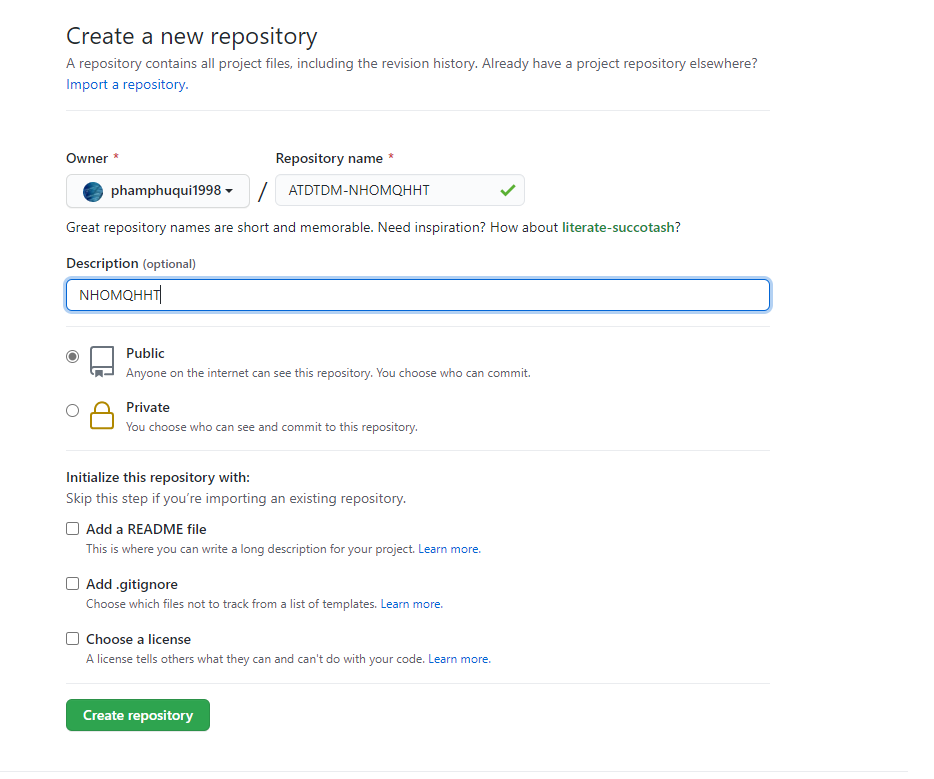 Create a new repository
A repository contains all project files, including the revision history. Already have a project repository elsewhere?
Import a repository.
Owner * Repository name *
phamphuqui1998 / ATDTDM-NHOMQHHT
Great repository names are short and memorable. Need inspiration? How about literate-succotash?
Description (optional)
NHOMQHHT
Public
Anyone on the internet can see this repository. You choose who can commit.
Private
You choose who can see and commit to this repository.
Initialize this repository with:
Skip this step if you're importing an existing repository.
Add a README file
This is where you can write a long description for your project. Learn more.
Add .gitignore
Choose which files not to track from a list of templates. Learn more.
Choose a license
A license tells others what they can and can't do with your code. Learn more.
Create repository